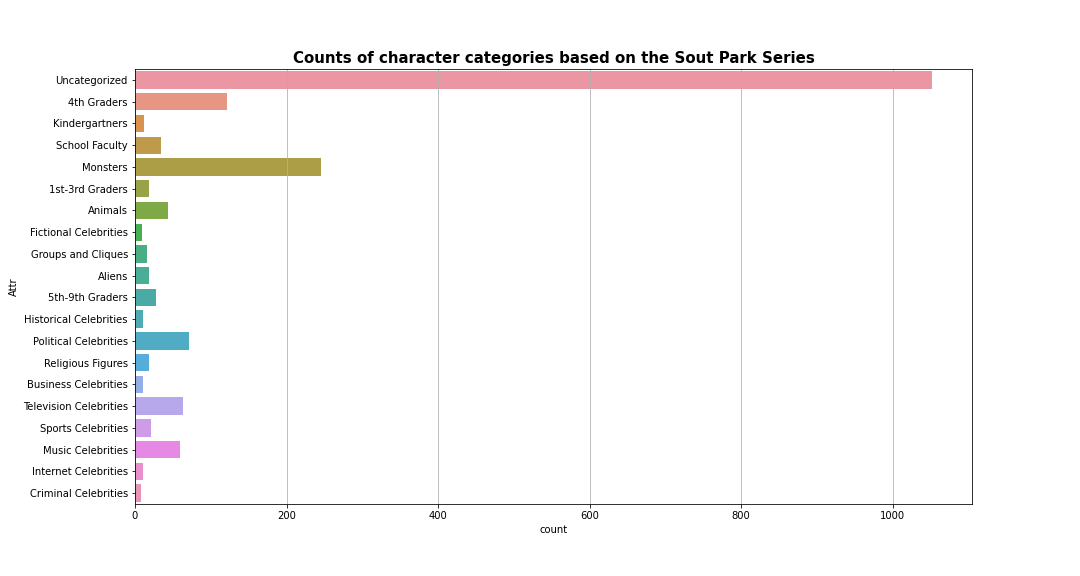 Counts of character categories based on the Sout Park Series
Uncategorized
4th Graders
Kindergartners
School Faculty
Monsters
1st-3rd Graders
Animals
Fictional Celebrities
Groups and Cliques
Aliens
5th-9th Graders
Historical Celebrities
Political Celebrities
Religious Figures
Business Celebrities
Television Celebrities
Sports Celebrities
Music Celebrities
Internet Celebrities
Criminal Celebrities
Attr
0 200 400 600 800 1000
count